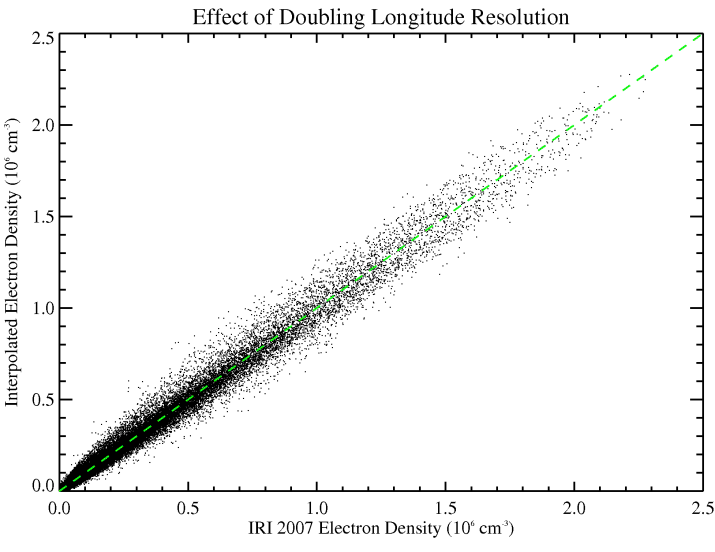 Effect of Doubling Longitude Resolution
2.5
2.0
1.5
1.0
0.5
0.0
Interpolated Electron Density (10⁶ cm⁻³)
0.0 0.5 1.0 1.5 2.0 2.5
IRI 2007 Electron Density (10⁶ cm⁻³)